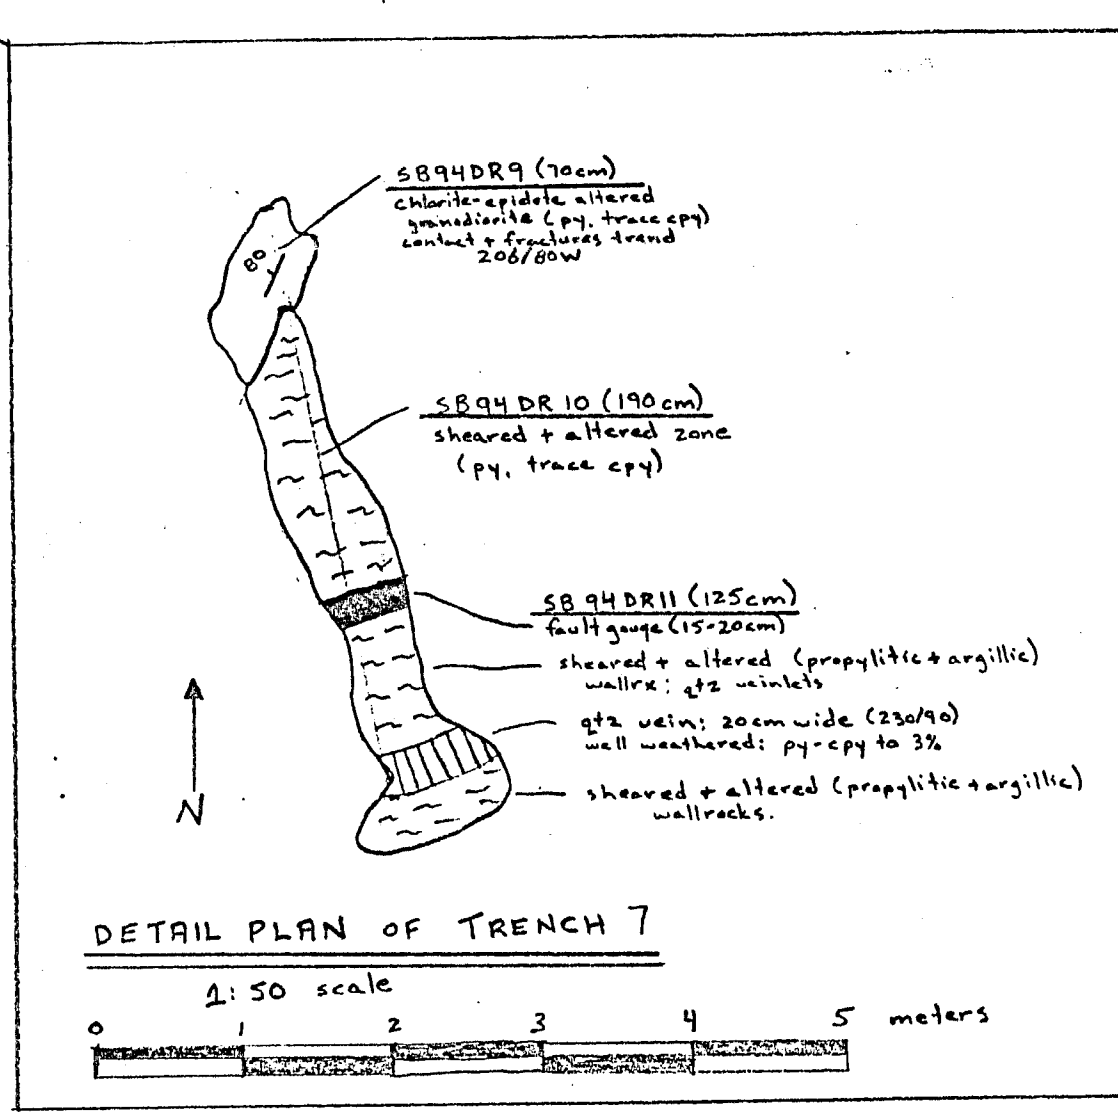 SB94DR9 (70cm)
chlorite-epidote altered
granodiorite (py, trace cpy)
contact + fractures trend
206/80W
80
SB94 DR 10 (190 cm)
sheared + altered zone
(py, trace cpy)
SB 94 DR11 (125cm)
fault gouge (15-20cm)
sheared + altered (propylitic + argillic)
wallrx; qtz veinlets
qtz vein; 20cm wide (230/90)
well weathered; py-cpy to 3%
sheared + altered (propylitic + argillic)
wallrocks.
N
DETAIL PLAN OF TRENCH 7
1:50 scale
0 1 2 3 4 5 meters